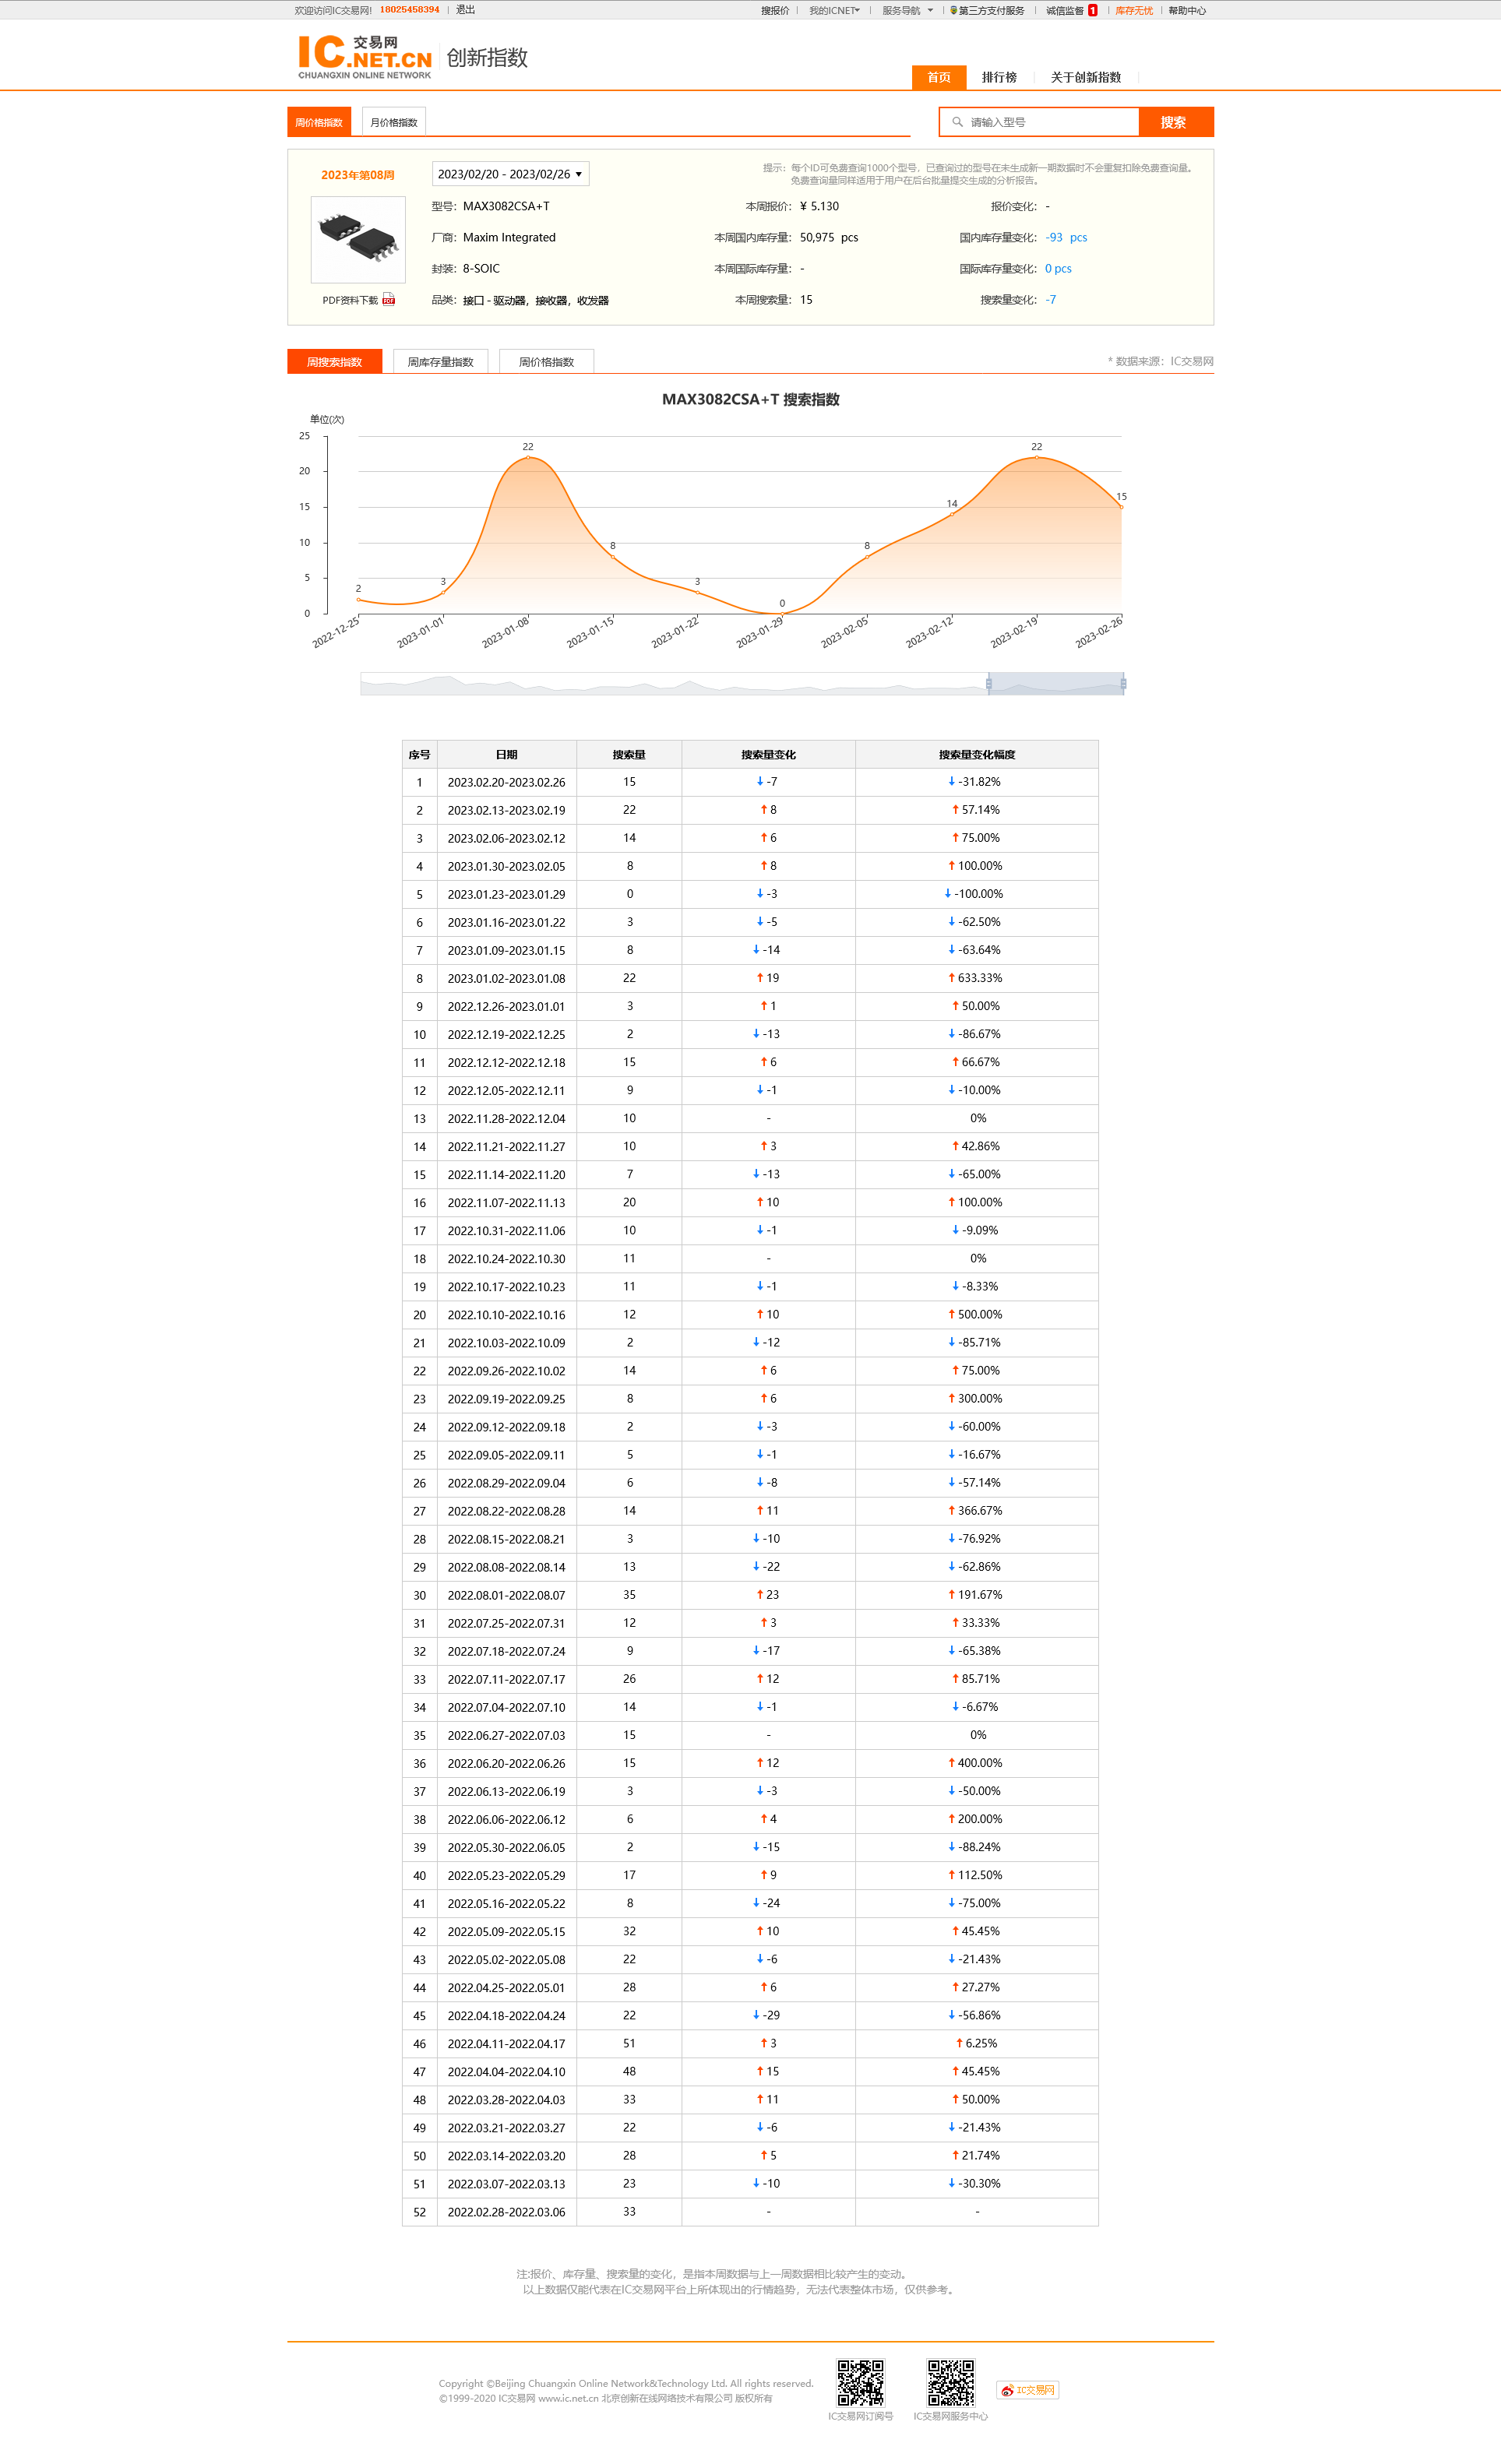 欢迎访问IC交易网! 18025458394 退出 搜报价 我的ICNET 服务导航 第三方支付服务 诚信监督 1 库存无忧 帮助中心
IC 交易网
.NET.CN
CHUANGXIN ONLINE NETWORK
创新指数
首页 排行榜 关于创新指数
周价格指数 月价格指数 请输入型号 搜索
2023年第08周 2023/02/20 - 2023/02/26
提示：每个ID可免费查询1000个型号，已查询过的型号在未生成新一期数据时不会重复扣除免费查询量。
免费查询量同样适用于用户在后台批量提交生成的分析报告。
型号：MAX3082CSA+T 本周报价：¥ 5.130 报价变化：-
厂商：Maxim Integrated 本周国内库存量：50,975 pcs 国内库存量变化：-93 pcs
封装：8-SOIC 本周国际库存量：- 国际库存量变化：0 pcs
PDF资料下载 PDF 品类：接口 - 驱动器，接收器，收发器 本周搜索量：15 搜索量变化：-7
周搜索指数 周库存量指数 周价格指数 * 数据来源：IC交易网
MAX3082CSA+T 搜索指数
单位(次)
25
20
15
10
5
0
2 3 22 8 3 0 8 14 22 15
2022-12-25 2023-01-01 2023-01-08 2023-01-15 2023-01-22 2023-01-29 2023-02-05 2023-02-12 2023-02-19 2023-02-26
序号 日期 搜索量 搜索量变化 搜索量变化幅度
1 2023.02.20-2023.02.26 15 ↓ -7 ↓ -31.82%
2 2023.02.13-2023.02.19 22 ↑ 8 ↑ 57.14%
3 2023.02.06-2023.02.12 14 ↑ 6 ↑ 75.00%
4 2023.01.30-2023.02.05 8 ↑ 8 ↑ 100.00%
5 2023.01.23-2023.01.29 0 ↓ -3 ↓ -100.00%
6 2023.01.16-2023.01.22 3 ↓ -5 ↓ -62.50%
7 2023.01.09-2023.01.15 8 ↓ -14 ↓ -63.64%
8 2023.01.02-2023.01.08 22 ↑ 19 ↑ 633.33%
9 2022.12.26-2023.01.01 3 ↑ 1 ↑ 50.00%
10 2022.12.19-2022.12.25 2 ↓ -13 ↓ -86.67%
11 2022.12.12-2022.12.18 15 ↑ 6 ↑ 66.67%
12 2022.12.05-2022.12.11 9 ↓ -1 ↓ -10.00%
13 2022.11.28-2022.12.04 10 - 0%
14 2022.11.21-2022.11.27 10 ↑ 3 ↑ 42.86%
15 2022.11.14-2022.11.20 7 ↓ -13 ↓ -65.00%
16 2022.11.07-2022.11.13 20 ↑ 10 ↑ 100.00%
17 2022.10.31-2022.11.06 10 ↓ -1 ↓ -9.09%
18 2022.10.24-2022.10.30 11 - 0%
19 2022.10.17-2022.10.23 11 ↓ -1 ↓ -8.33%
20 2022.10.10-2022.10.16 12 ↑ 10 ↑ 500.00%
21 2022.10.03-2022.10.09 2 ↓ -12 ↓ -85.71%
22 2022.09.26-2022.10.02 14 ↑ 6 ↑ 75.00%
23 2022.09.19-2022.09.25 8 ↑ 6 ↑ 300.00%
24 2022.09.12-2022.09.18 2 ↓ -3 ↓ -60.00%
25 2022.09.05-2022.09.11 5 ↓ -1 ↓ -16.67%
26 2022.08.29-2022.09.04 6 ↓ -8 ↓ -57.14%
27 2022.08.22-2022.08.28 14 ↑ 11 ↑ 366.67%
28 2022.08.15-2022.08.21 3 ↓ -10 ↓ -76.92%
29 2022.08.08-2022.08.14 13 ↓ -22 ↓ -62.86%
30 2022.08.01-2022.08.07 35 ↑ 23 ↑ 191.67%
31 2022.07.25-2022.07.31 12 ↑ 3 ↑ 33.33%
32 2022.07.18-2022.07.24 9 ↓ -17 ↓ -65.38%
33 2022.07.11-2022.07.17 26 ↑ 12 ↑ 85.71%
34 2022.07.04-2022.07.10 14 ↓ -1 ↓ -6.67%
35 2022.06.27-2022.07.03 15 - 0%
36 2022.06.20-2022.06.26 15 ↑ 12 ↑ 400.00%
37 2022.06.13-2022.06.19 3 ↓ -3 ↓ -50.00%
38 2022.06.06-2022.06.12 6 ↑ 4 ↑ 200.00%
39 2022.05.30-2022.06.05 2 ↓ -15 ↓ -88.24%
40 2022.05.23-2022.05.29 17 ↑ 9 ↑ 112.50%
41 2022.05.16-2022.05.22 8 ↓ -24 ↓ -75.00%
42 2022.05.09-2022.05.15 32 ↑ 10 ↑ 45.45%
43 2022.05.02-2022.05.08 22 ↓ -6 ↓ -21.43%
44 2022.04.25-2022.05.01 28 ↑ 6 ↑ 27.27%
45 2022.04.18-2022.04.24 22 ↓ -29 ↓ -56.86%
46 2022.04.11-2022.04.17 51 ↑ 3 ↑ 6.25%
47 2022.04.04-2022.04.10 48 ↑ 15 ↑ 45.45%
48 2022.03.28-2022.04.03 33 ↑ 11 ↑ 50.00%
49 2022.03.21-2022.03.27 22 ↓ -6 ↓ -21.43%
50 2022.03.14-2022.03.20 28 ↑ 5 ↑ 21.74%
51 2022.03.07-2022.03.13 23 ↓ -10 ↓ -30.30%
52 2022.02.28-2022.03.06 33 - -
注:报价、库存量、搜索量的变化，是指本周数据与上一周数据相比较产生的变动。
以上数据仅能代表在IC交易网平台上所体现出的行情趋势，无法代表整体市场，仅供参考。
Copyright ©Beijing Chuangxin Online Network&Technology Ltd. All rights reserved.
©1999-2020 IC交易网 www.ic.net.cn 北京创新在线网络技术有限公司 版权所有
IC交易网订阅号 IC交易网服务中心 IC交易网